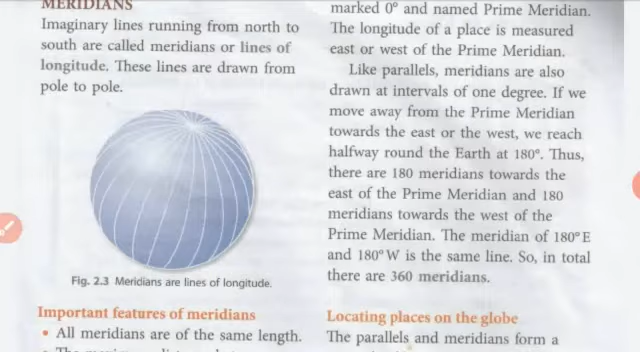 MERIDIANS
Imaginary lines running from north to
south are called meridians or lines of
longitude. These lines are drawn from
pole to pole.
Fig. 2.3 Meridians are lines of longitude.
Important features of meridians
• All meridians are of the same length.
marked 0° and named Prime Meridian.
The longitude of a place is measured
east or west of the Prime Meridian.
Like parallels, meridians are also
drawn at intervals of one degree. If we
move away from the Prime Meridian
towards the east or the west, we reach
halfway round the Earth at 180°. Thus,
there are 180 meridians towards the
east of the Prime Meridian and 180
meridians towards the west of the
Prime Meridian. The meridian of 180°E
and 180°W is the same line. So, in total
there are 360 meridians.
Locating places on the globe
The parallels and meridians form a